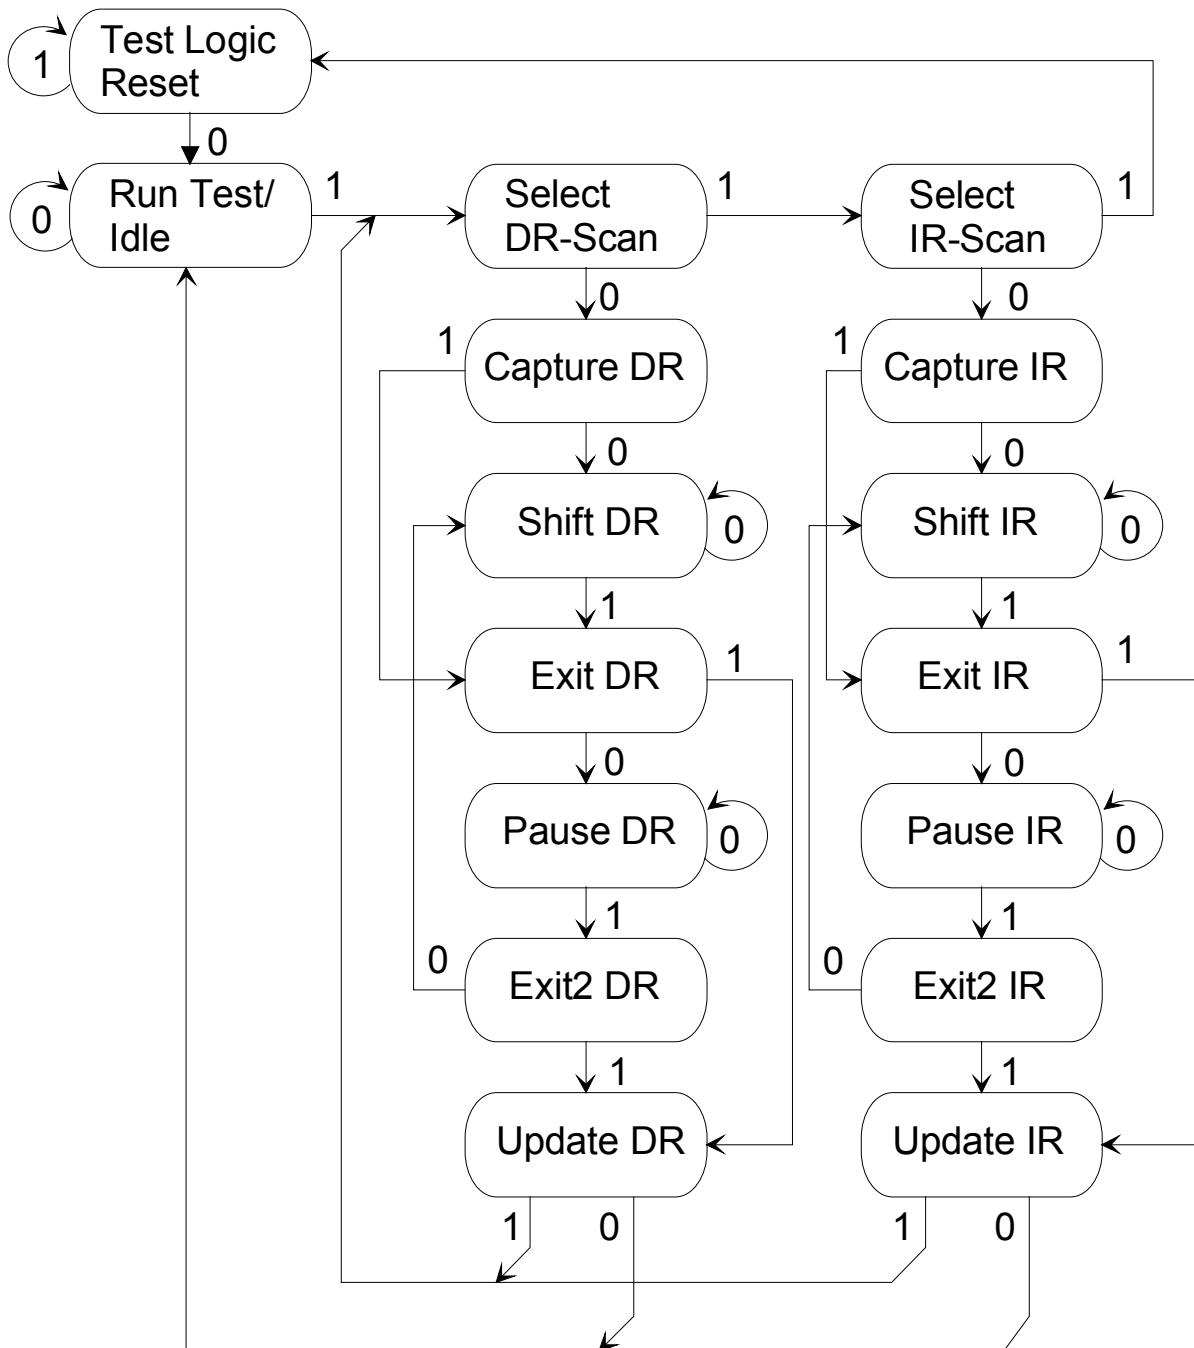 Test Logic
Reset
1
0
Run Test/
Idle
0
1
Select
DR-Scan
1
Select
IR-Scan
1
0
0
1
Capture DR
1
Capture IR
0
0
Shift DR
0
Shift IR
0
1
1
Exit DR
1
Exit IR
1
0
0
Pause DR
0
Pause IR
0
1
1
0
Exit2 DR
0
Exit2 IR
1
1
Update DR
Update IR
1
0
1
0